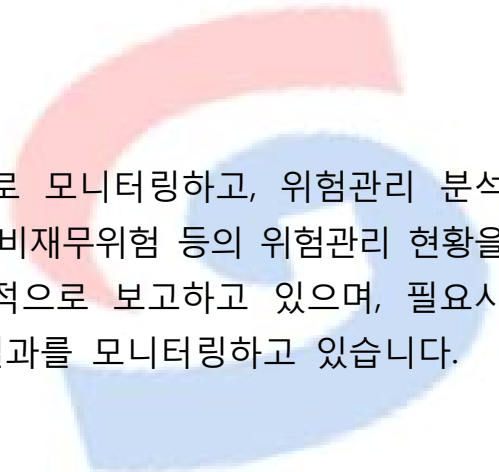 로 모니터링하고, 위험관리 분석
비재무위험 등의 위험관리 현황을
적으로 보고하고 있으며, 필요시
결과를 모니터링하고 있습니다.